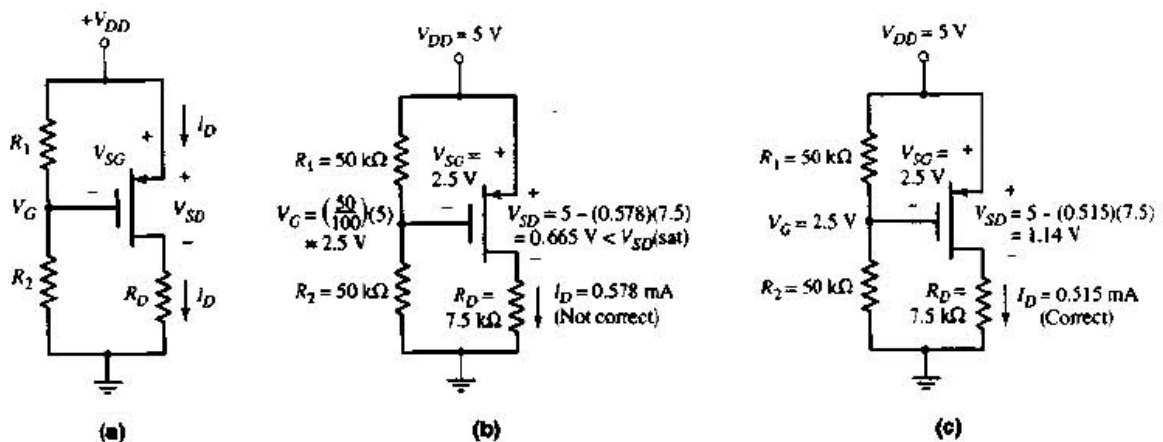 +V_DD
I_D
R_1
V_SG
+
+
−
V_G
V_SD
−
R_2
R_D
I_D
(a)
V_DD = 5 V
R_1 = 50 kΩ
V_SG =
2.5 V
+
+
−
V_G = (50/100)(5)
= 2.5 V
V_SD = 5 − (0.578)(7.5)
= 0.665 V < V_SD(sat)
−
R_2 = 50 kΩ
R_D =
7.5 kΩ
I_D = 0.578 mA
(Not correct)
(b)
V_DD = 5 V
R_1 = 50 kΩ
V_SG =
2.5 V
+
+
−
V_G = 2.5 V
V_SD = 5 − (0.515)(7.5)
= 1.14 V
−
R_2 = 50 kΩ
R_D =
7.5 kΩ
I_D = 0.515 mA
(Correct)
(c)